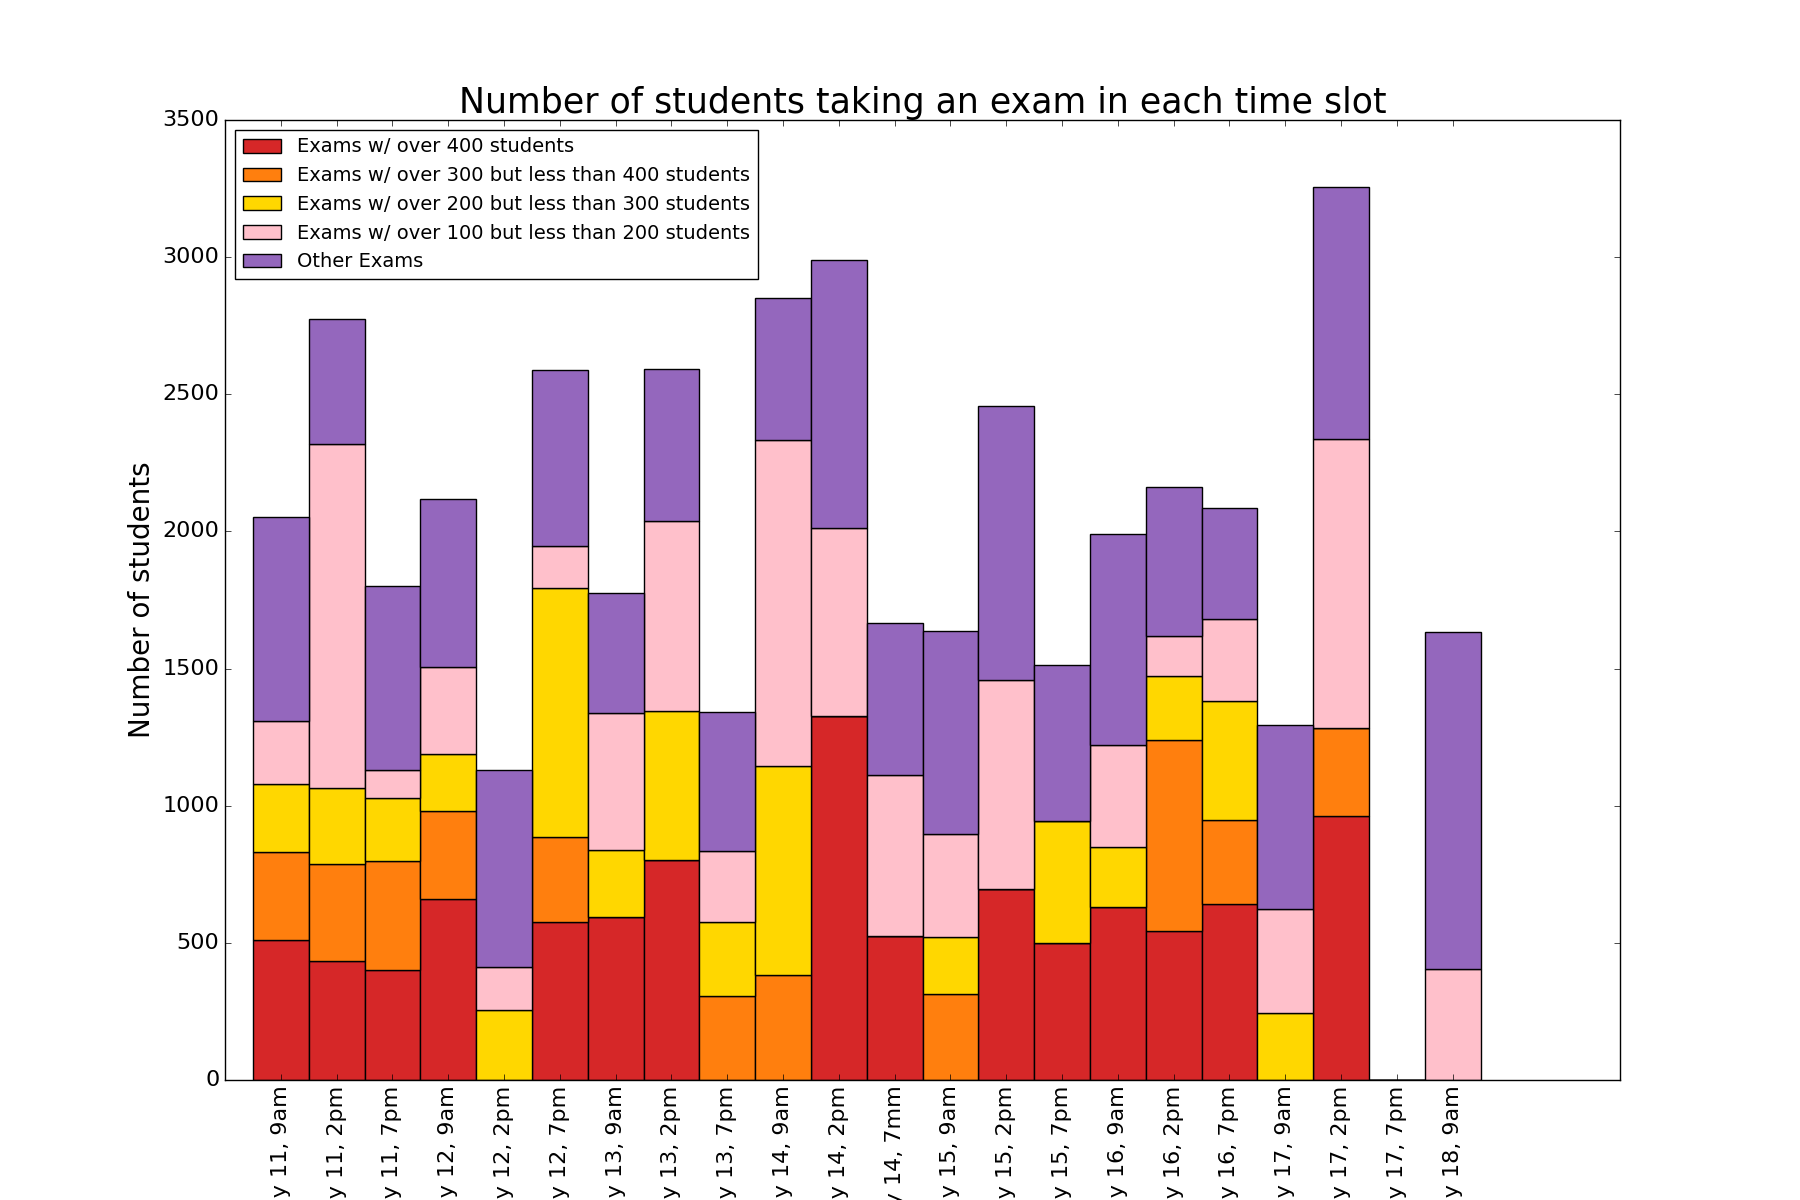 Number of students taking an exam in each time slot
3500
3000
2500
2000
1500
1000
500
0
Number of students
Exams w/ over 400 students
Exams w/ over 300 but less than 400 students
Exams w/ over 200 but less than 300 students
Exams w/ over 100 but less than 200 students
Other Exams
y 11, 9am
y 11, 2pm
y 11, 7pm
y 12, 9am
y 12, 2pm
y 12, 7pm
y 13, 9am
y 13, 2pm
y 13, 7pm
y 14, 9am
y 14, 2pm
y 14, 7mm
y 15, 9am
y 15, 2pm
y 15, 7pm
y 16, 9am
y 16, 2pm
y 16, 7pm
y 17, 9am
y 17, 2pm
y 17, 7pm
y 18, 9am